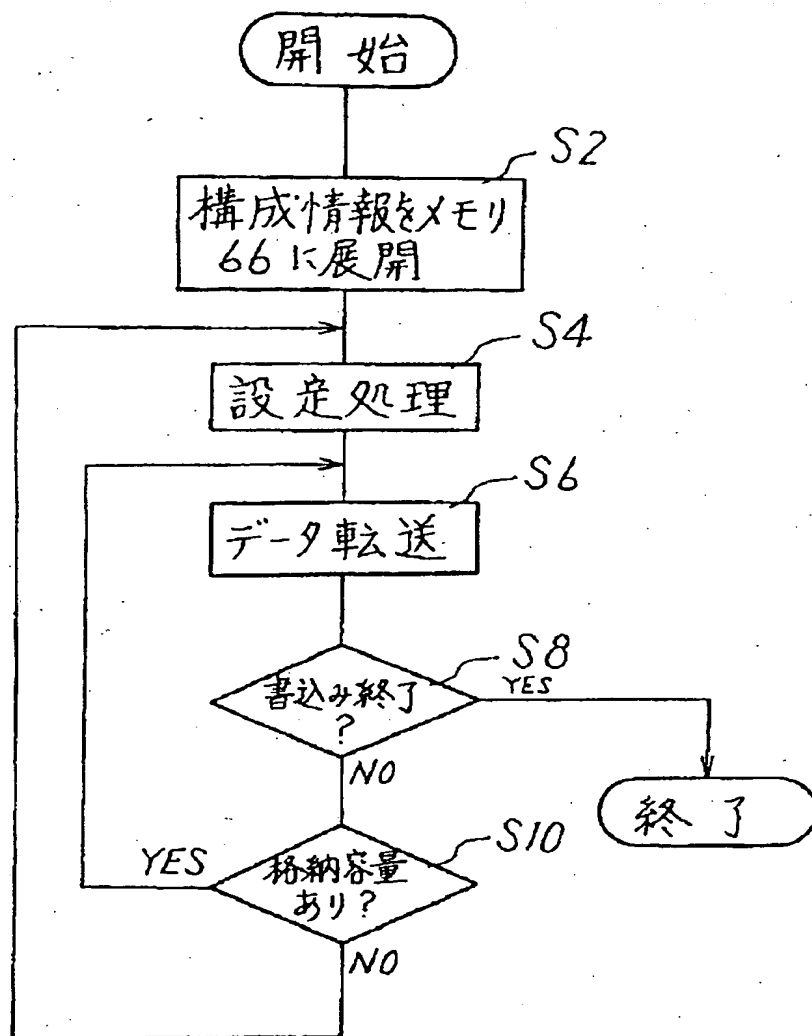 開始
S2
構成情報をメモリ
66に展開
S4
設定処理
S6
データ転送
S8
書込み終了
?
YES
NO
終了
S10
格納容量
あり?
YES
NO